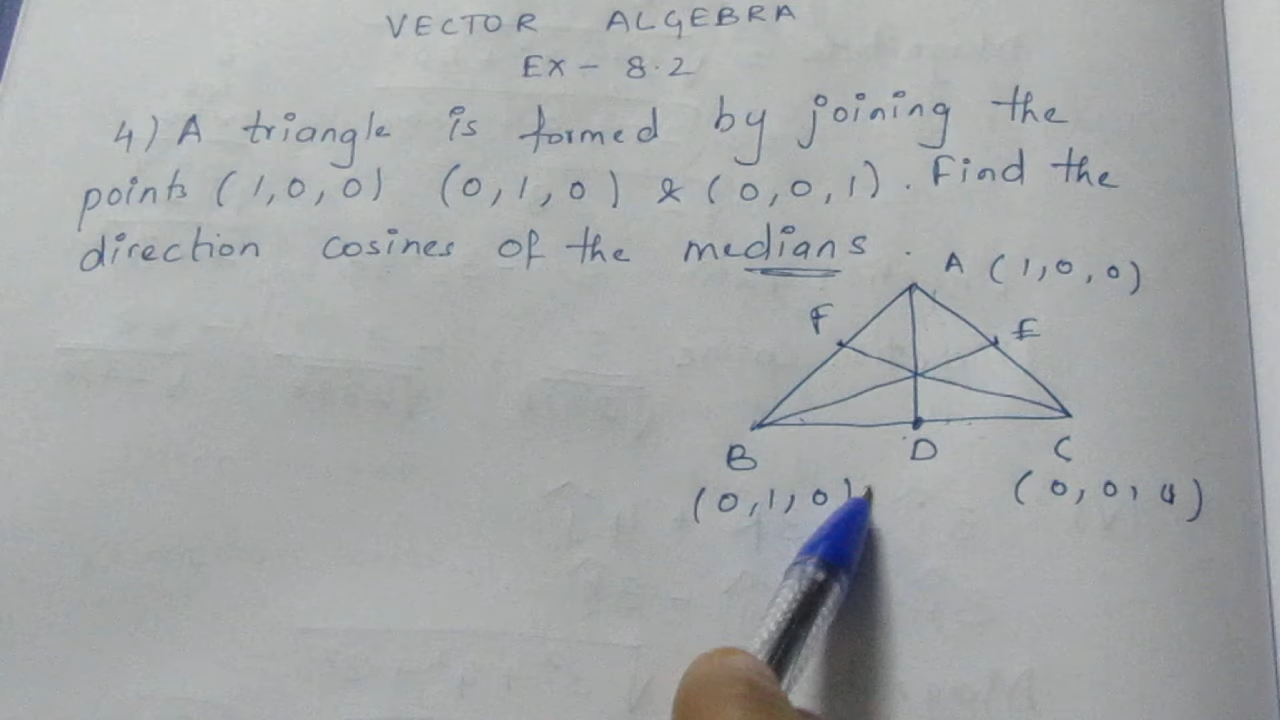 VECTOR ALGEBRA
EX - 8.2
4) A triangle is formed by joining the
points (1,0,0) (0,1,0) & (0,0,1). Find the
direction cosines of the medians.
A (1,0,0)
F E
B D C
(0,1,0) (0,0,4)